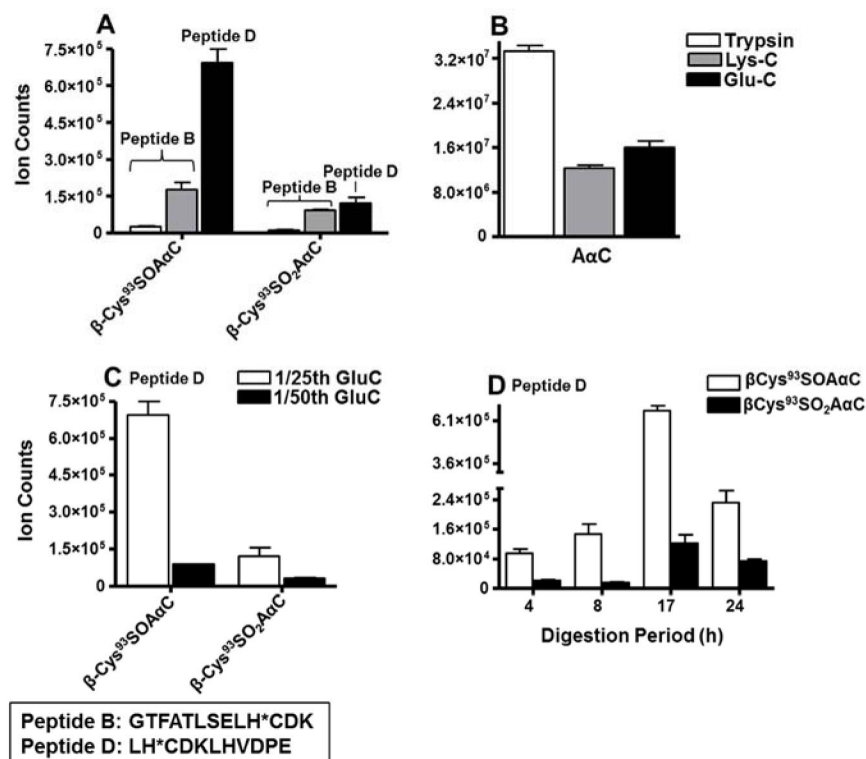 A
Peptide D
Peptide B
Peptide D
Peptide B
7.5×10⁵
6.0×10⁵
4.5×10⁵
3.0×10⁵
1.5×10⁵
0
Ion Counts
β-Cys⁹³SOAαC
β-Cys⁹³SO₂AαC
B
Trypsin
Lys-C
Glu-C
3.2×10⁷
2.4×10⁷
1.6×10⁷
8.0×10⁶
0
AαC
C
Peptide D
1/25th GluC
1/50th GluC
7.5×10⁵
6.0×10⁵
4.5×10⁵
3.0×10⁵
1.5×10⁵
0
Ion Counts
β-Cys⁹³SOAαC
β-Cys⁹³SO₂AαC
D
Peptide D
βCys⁹³SOAαC
βCys⁹³SO₂AαC
6.1×10⁵
3.6×10⁵
2.4×10⁵
1.6×10⁵
8.0×10⁴
0
4 8 17 24
Digestion Period (h)
Peptide B: GTFATLSELH*CDK
Peptide D: LH*CDKLHVDPE